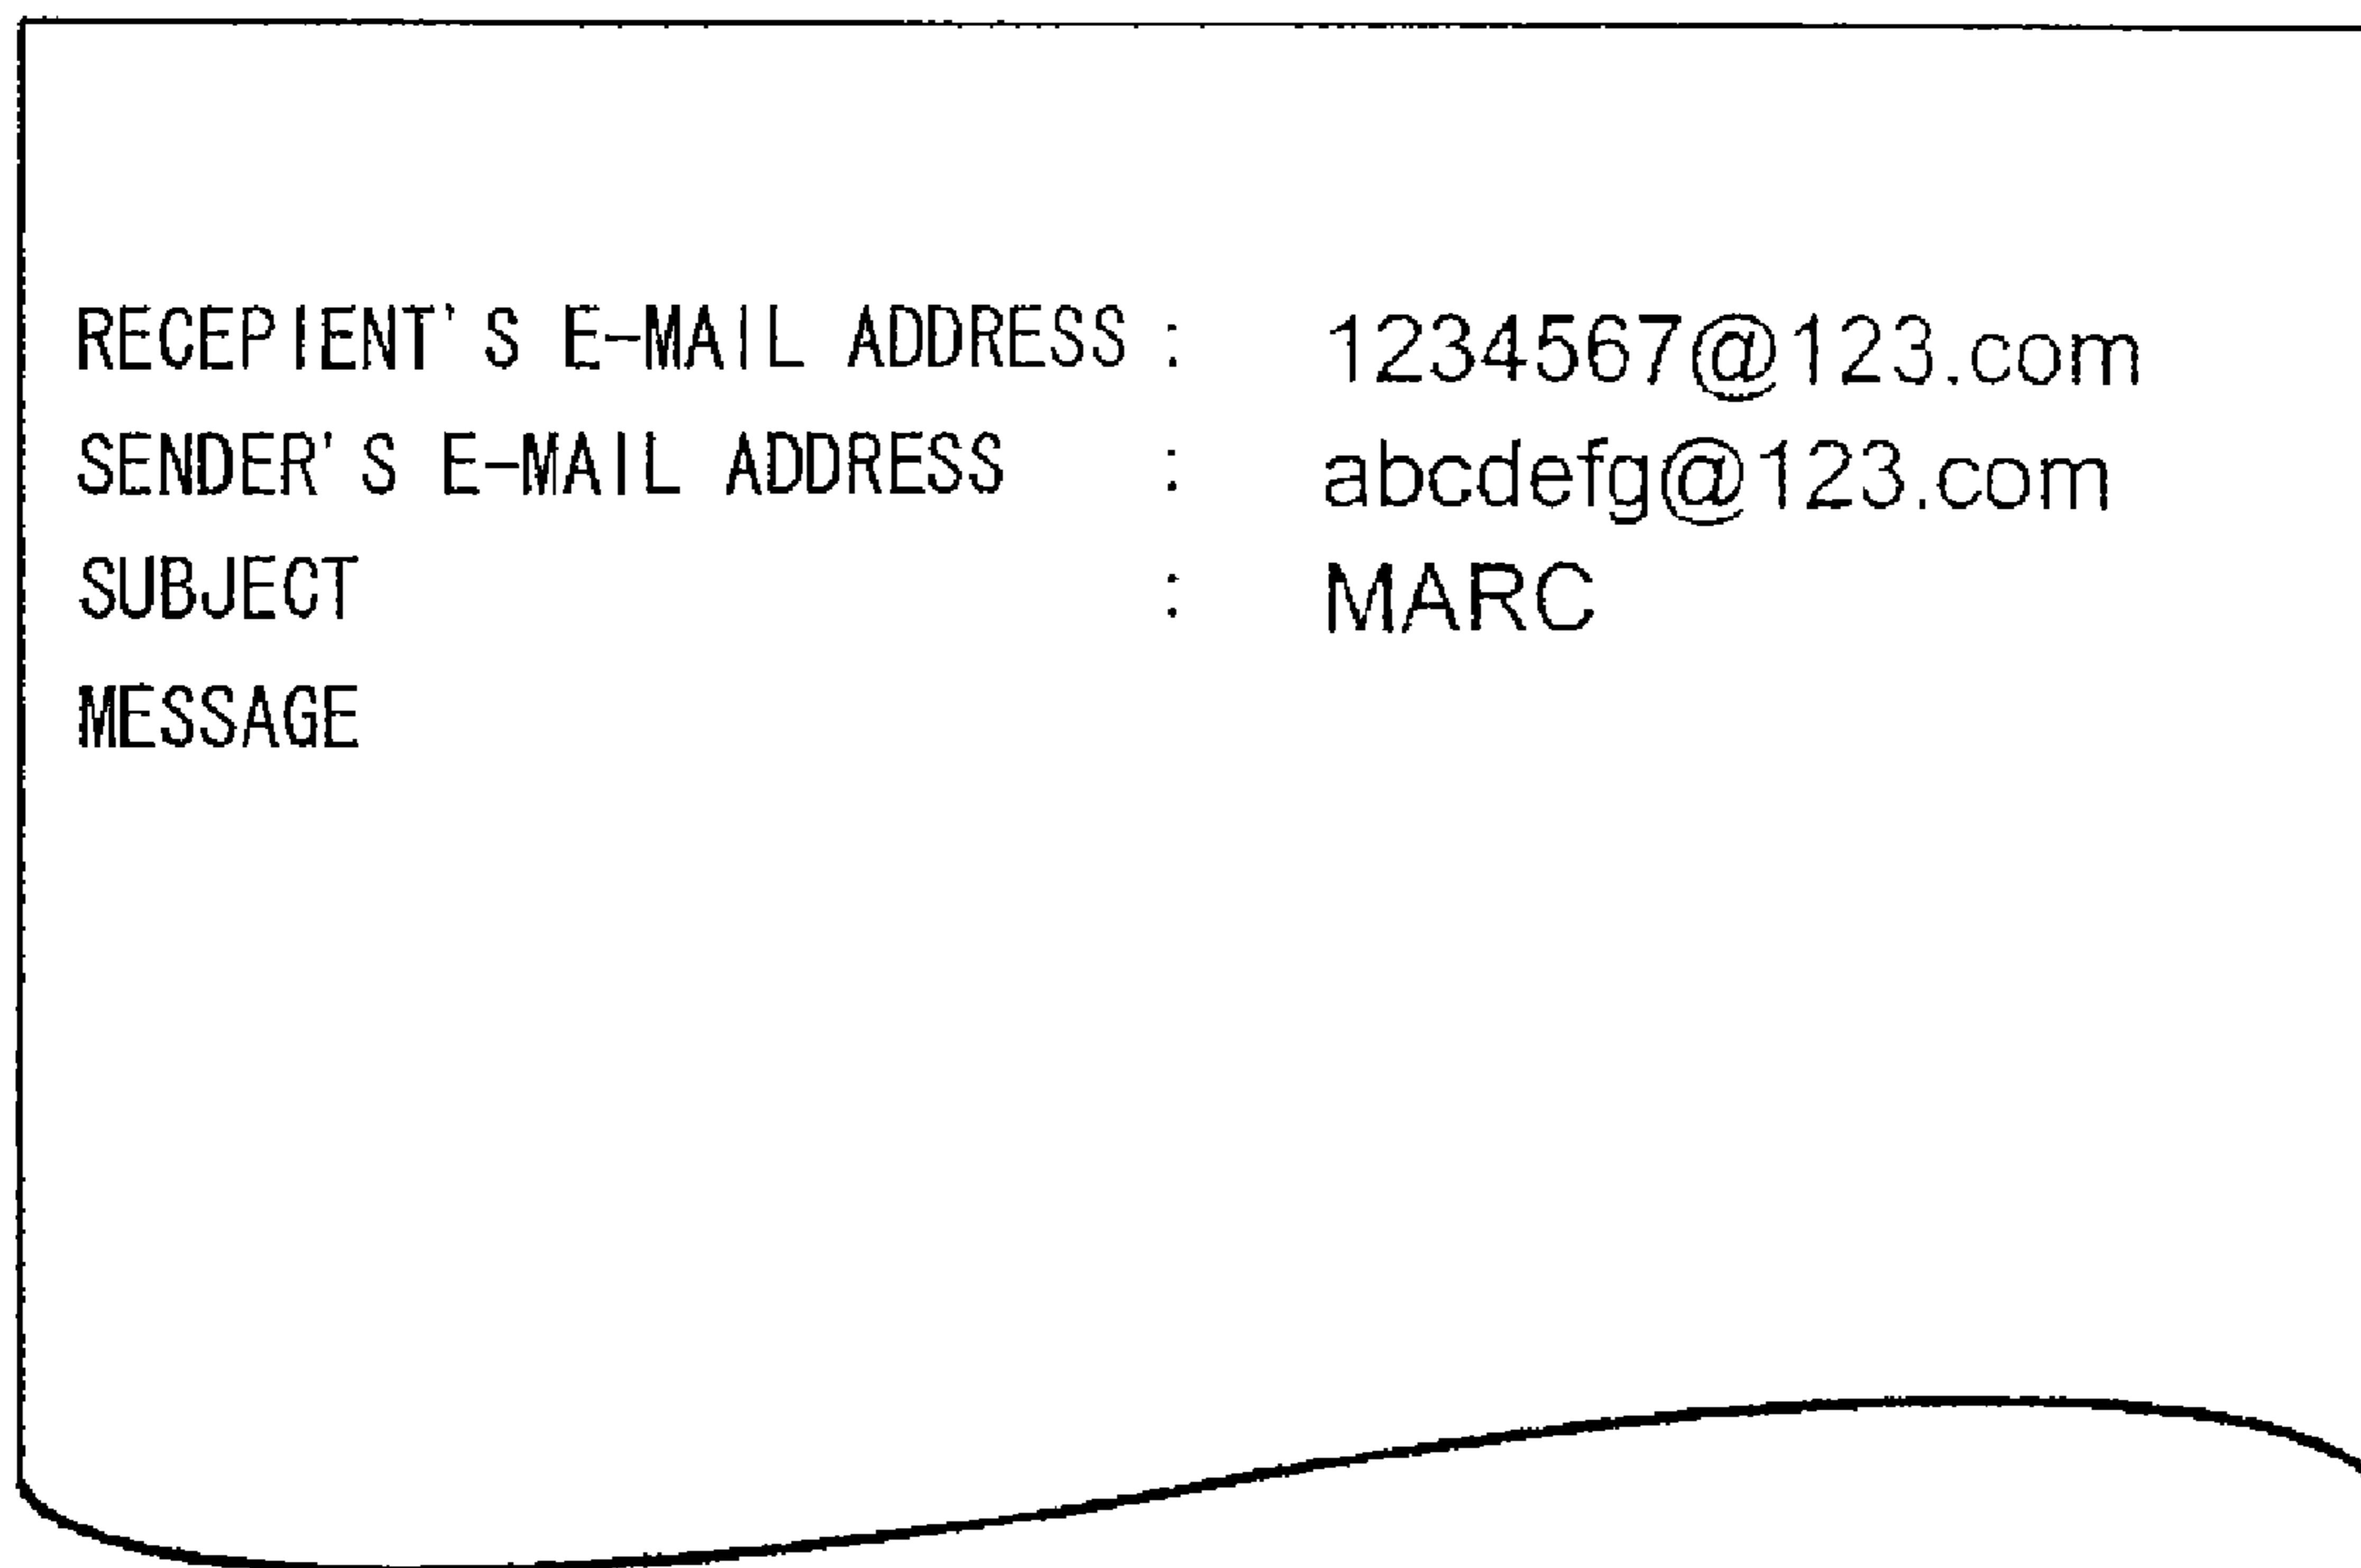 RECEPIENT'S E-MAIL ADDRESS : 1234567@123.com
SENDER'S E-MAIL ADDRESS : abcdefg@123.com
SUBJECT : MARC
MESSAGE